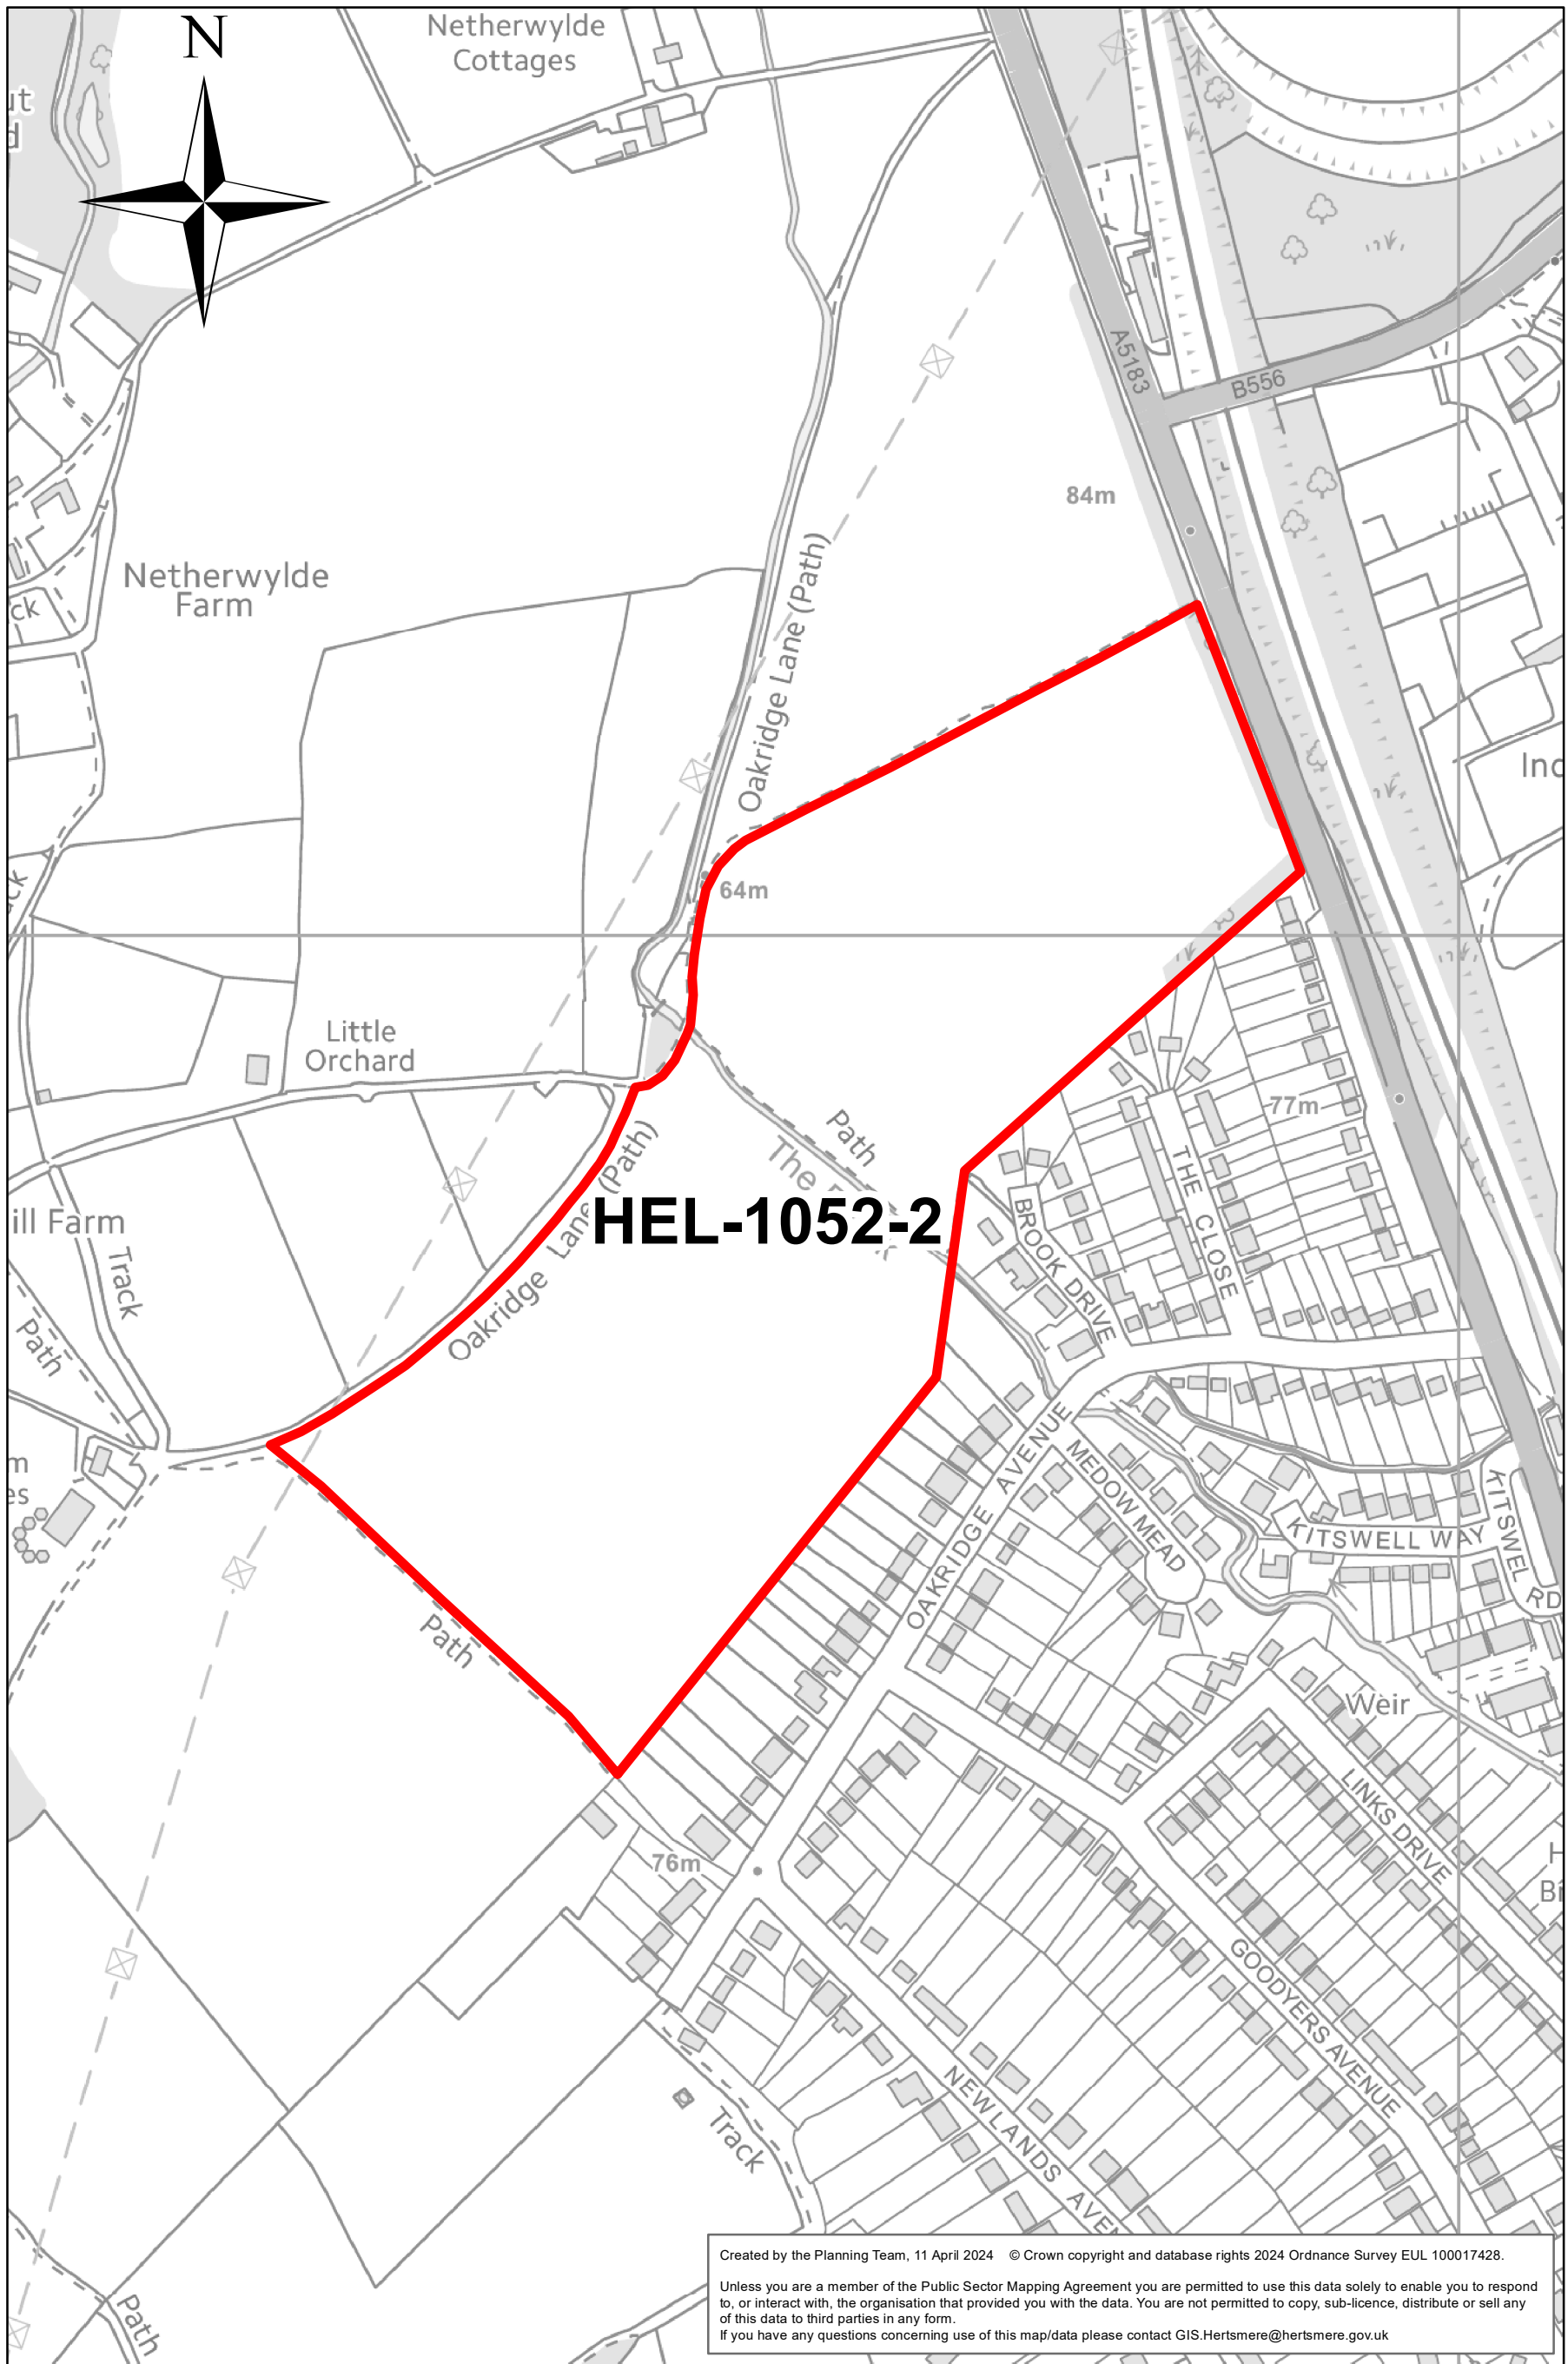 N
Netherwylde
Cottages
A5183
B556
84m
Netherwylde
Farm
Oakridge Lane (Path)
64m
Little
Orchard
Path
The
77m
THE CLOSE
BROOK DRIVE
HEL-1052-2
Oakridge Lane (Path)
ill Farm
Track
Path
OAKRIDGE AVENUE
MEDOW MEAD
KITSWELL WAY
KITSWEL RD
Path
Weir
LINKS DRIVE
76m
GOODYERS AVENUE
NEWLANDS AVEN
Track
Path
Created by the Planning Team, 11 April 2024 © Crown copyright and database rights 2024 Ordnance Survey EUL 100017428.
Unless you are a member of the Public Sector Mapping Agreement you are permitted to use this data solely to enable you to respond
to, or interact with, the organisation that provided you with the data. You are not permitted to copy, sub-licence, distribute or sell any
of this data to third parties in any form.
If you have any questions concerning use of this map/data please contact GIS.Hertsmere@hertsmere.gov.uk